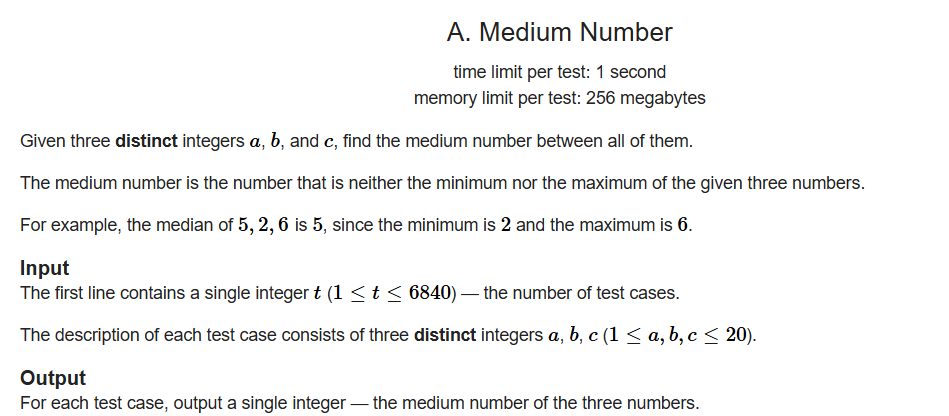 A. Medium Number
time limit per test: 1 second
memory limit per test: 256 megabytes
Given three distinct integers a, b, and c, find the medium number between all of them.
The medium number is the number that is neither the minimum nor the maximum of the given three numbers.
For example, the median of 5, 2, 6 is 5, since the minimum is 2 and the maximum is 6.
Input
The first line contains a single integer t (1 ≤ t ≤ 6840) — the number of test cases.
The description of each test case consists of three distinct integers a, b, c (1 ≤ a, b, c ≤ 20).
Output
For each test case, output a single integer — the medium number of the three numbers.